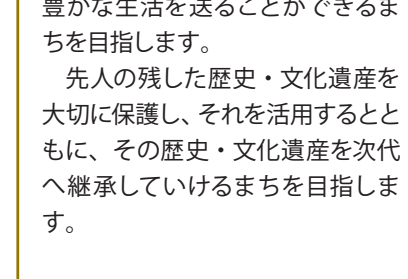 豊かな生活を送ることができるま
ちを目指します。
　先人の残した歴史・文化遺産を
大切に保護し、それを活用するとと
もに、その歴史・文化遺産を次代
へ継承していけるまちを目指しま
す。